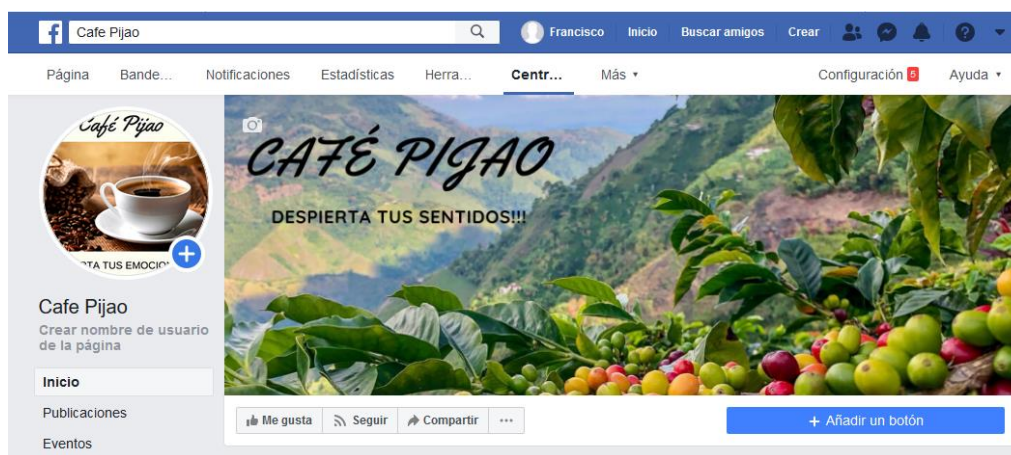 f Cafe Pijao Francisco Inicio Buscar amigos Crear ?
Página Bande... Notificaciones Estadísticas Herra... Centr... Más Configuración 5 Ayuda
Café Pijao
TA TUS EMOCIO
CAFÉ PIJAO
DESPIERTA TUS SENTIDOS!!!
Cafe Pijao
Crear nombre de usuario
de la página
Inicio
Publicaciones
Eventos
Me gusta Seguir Compartir ...
+ Añadir un botón